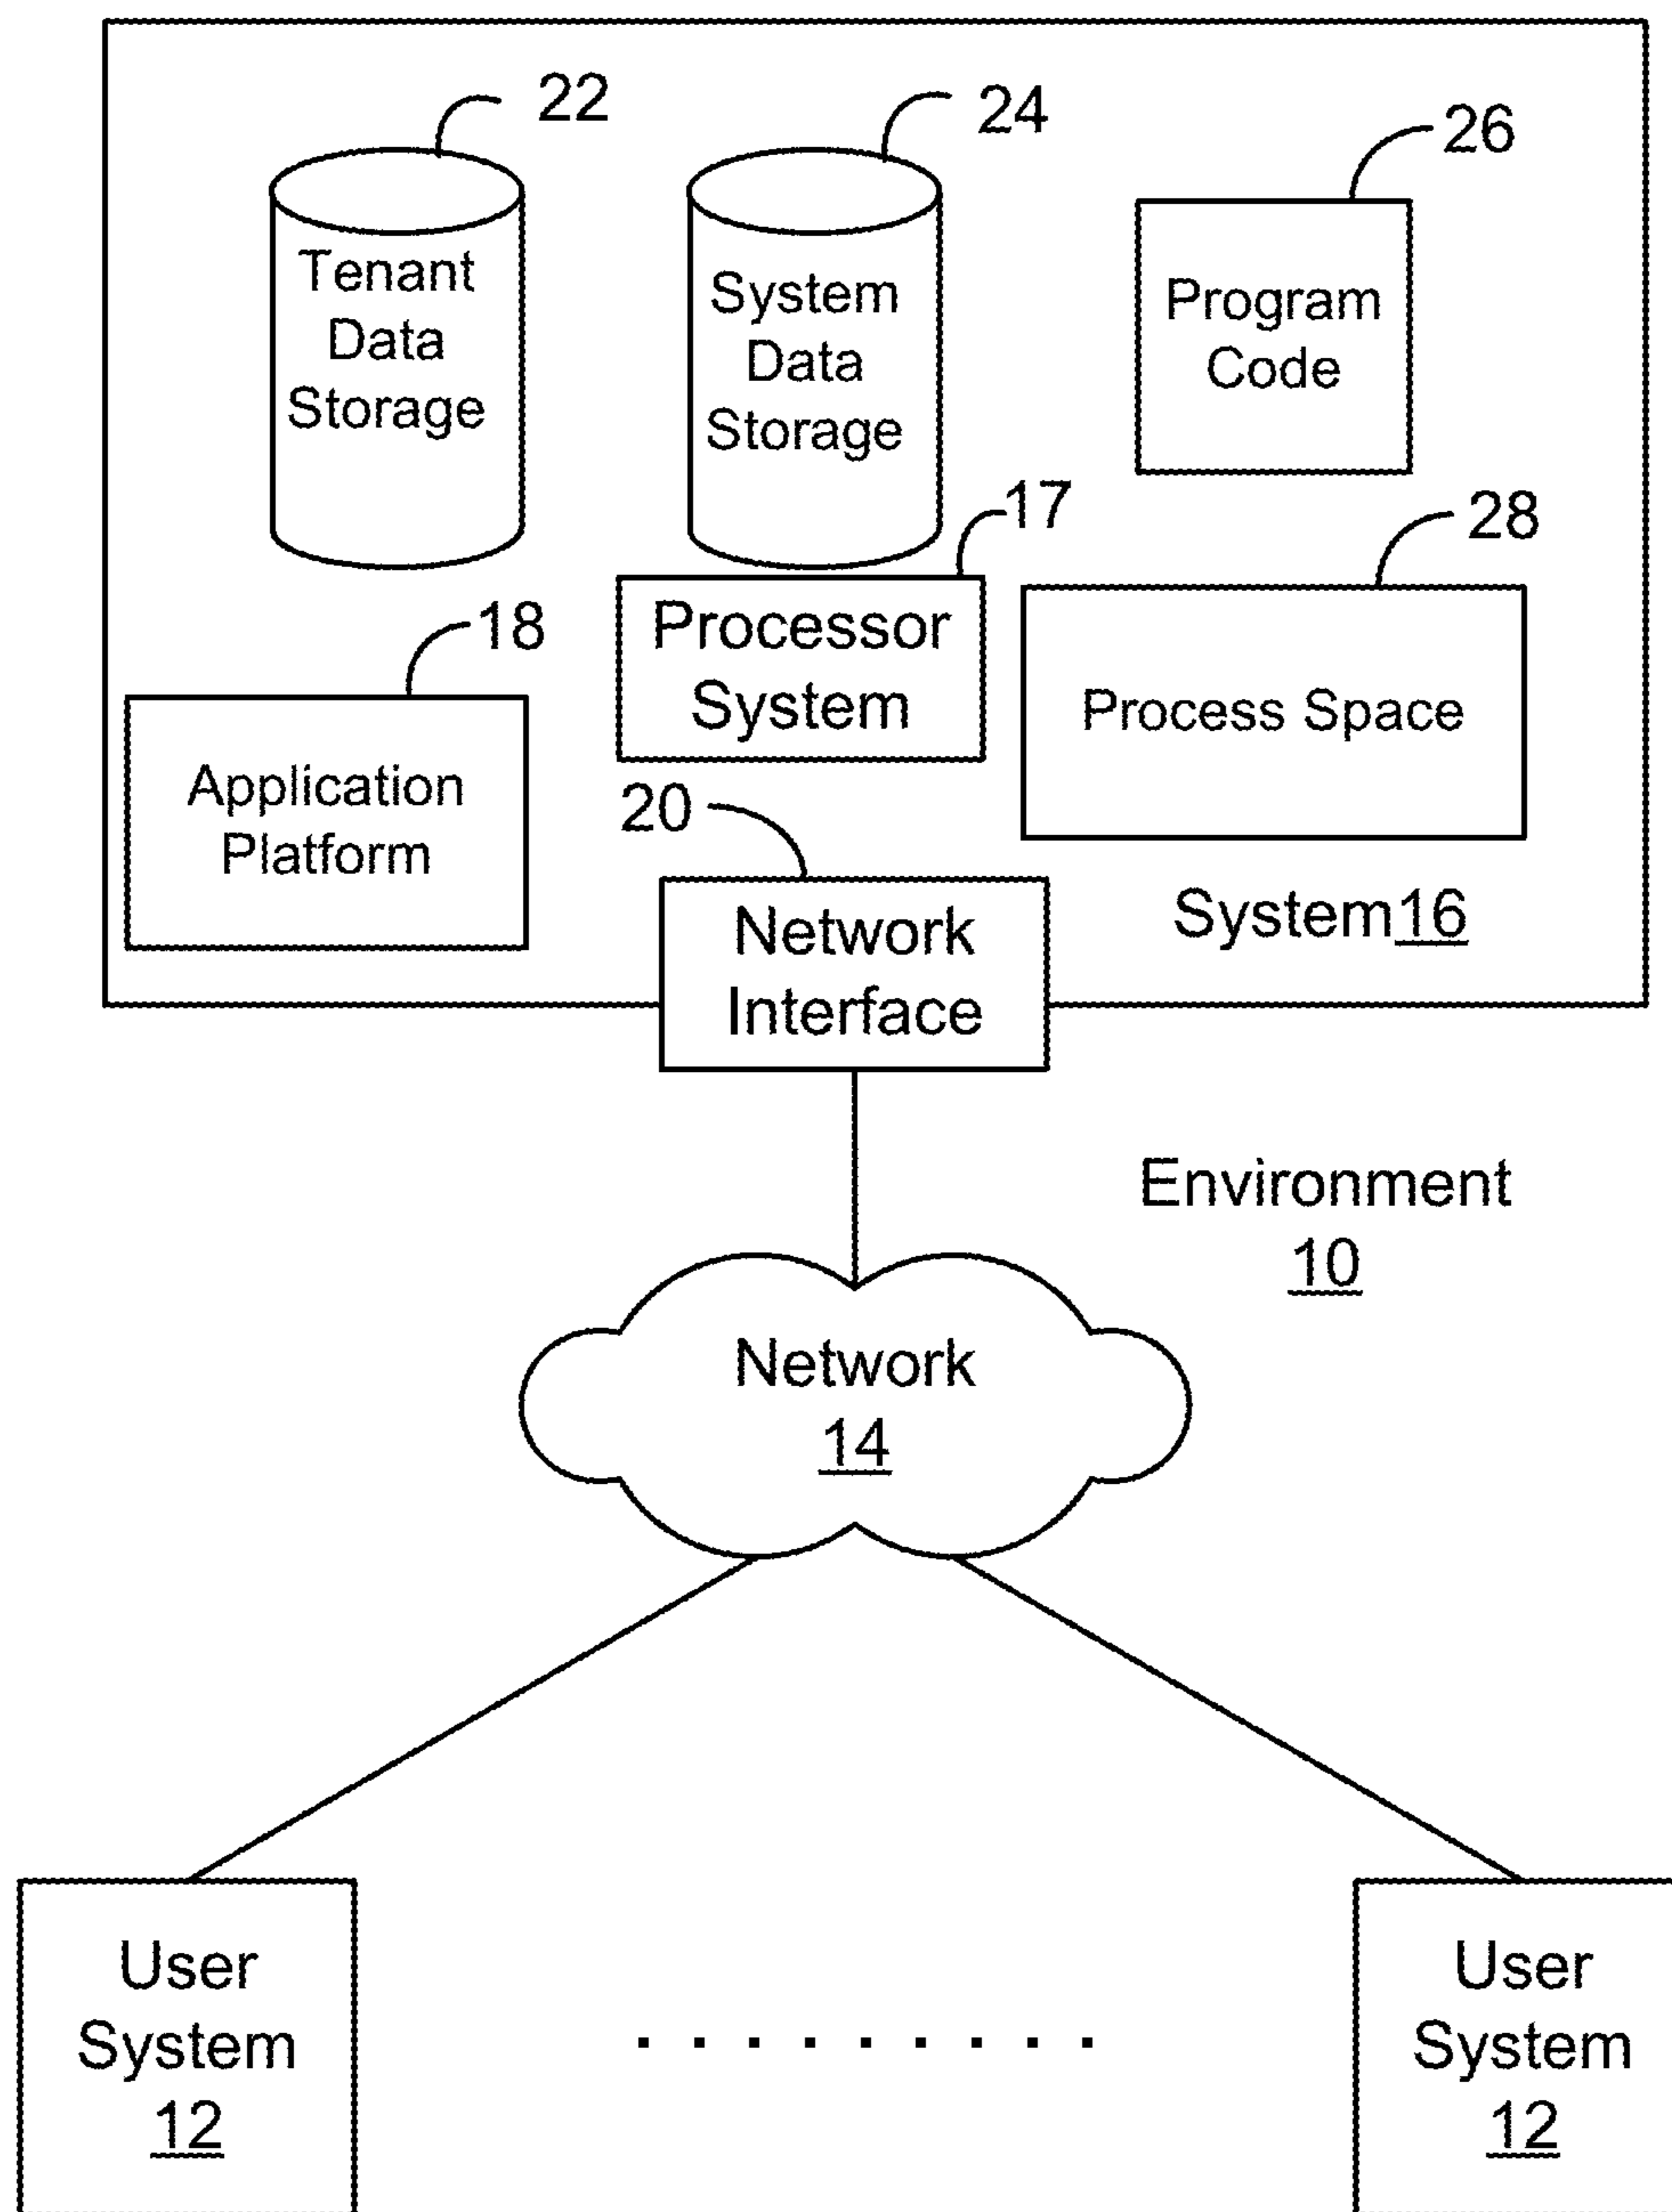 22
24
26
Tenant
Data
Storage
System
Data
Storage
Program
Code
17
28
18
Processor
System
Process Space
Application
Platform
20
Network
Interface
System16
Environment
10
Network
14
User
System
12
. . . . . . . . .
User
System
12